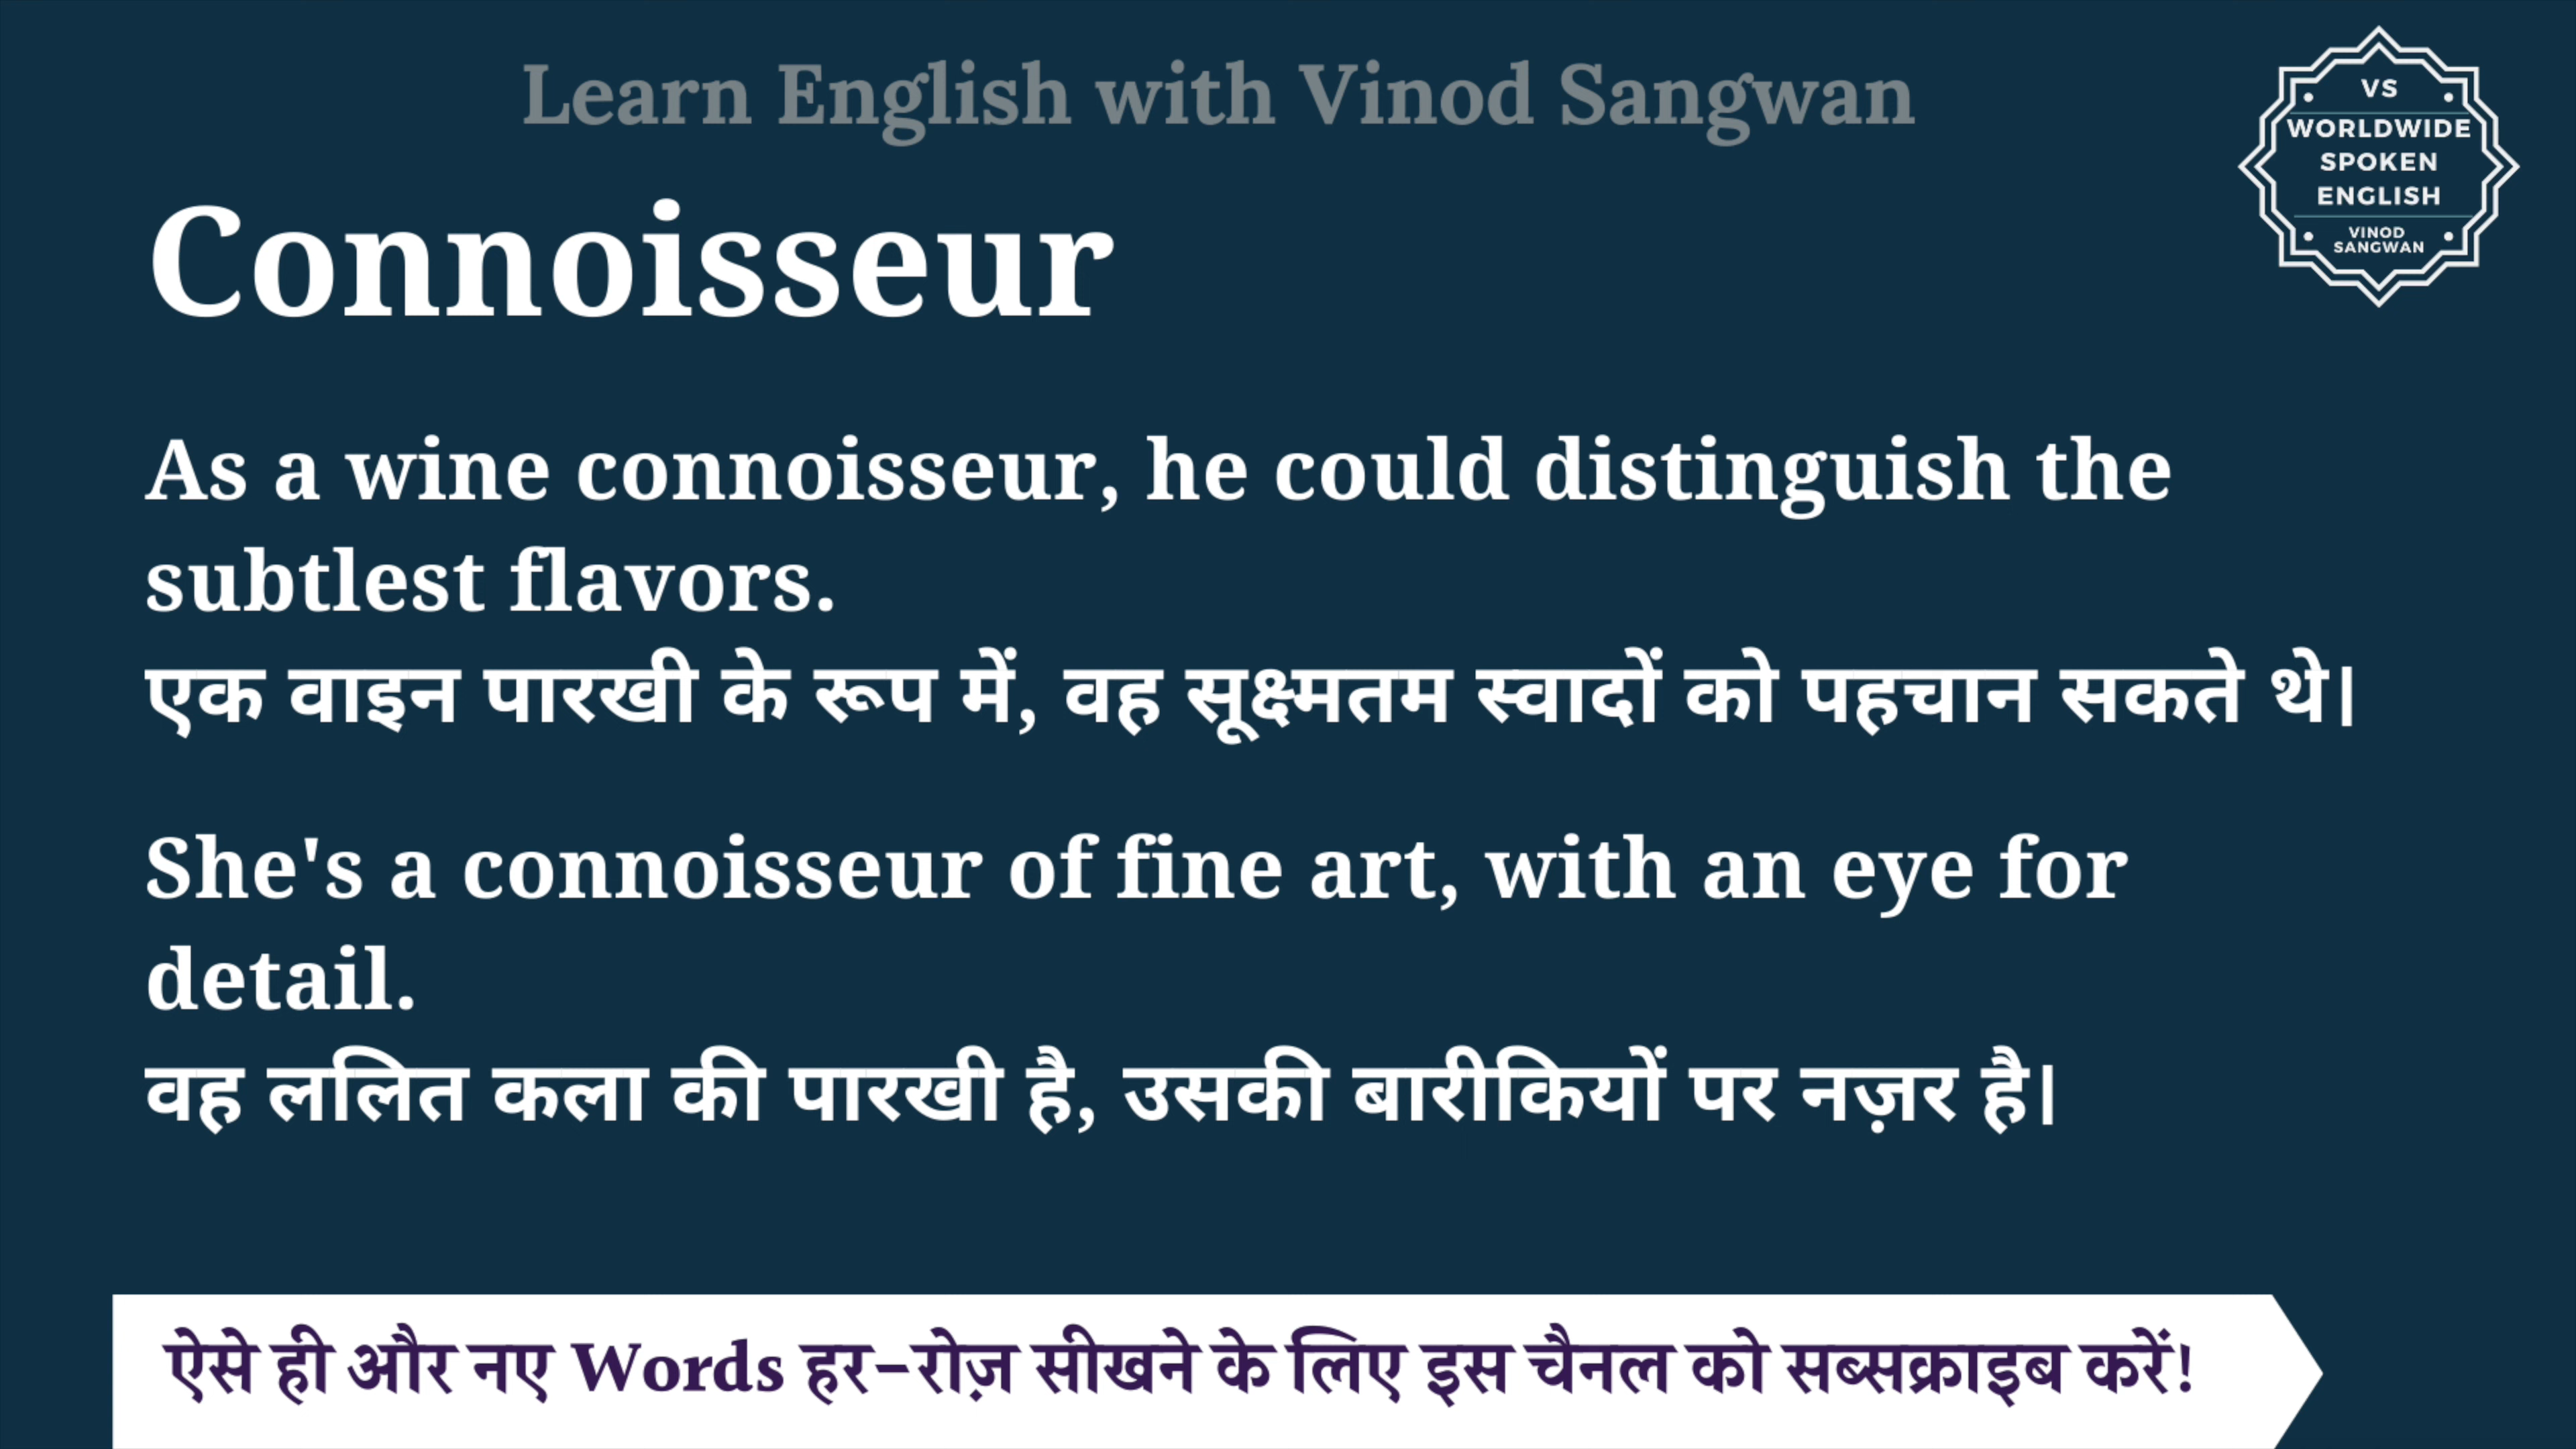 Learn English with Vinod Sangwan
VS
WORLDWIDE
SPOKEN
ENGLISH
VINOD
SANGWAN
Connoisseur
As a wine connoisseur, he could distinguish the
subtlest flavors.
एक वाइन पारखी के रूप में, वह सूक्ष्मतम स्वादों को पहचान सकते थे।
She's a connoisseur of fine art, with an eye for
detail.
वह ललित कला की पारखी है, उसकी बारीकियों पर नज़र है।
ऐसे ही और नए Words हर-रोज़ सीखने के लिए इस चैनल को सब्सक्राइब करें!